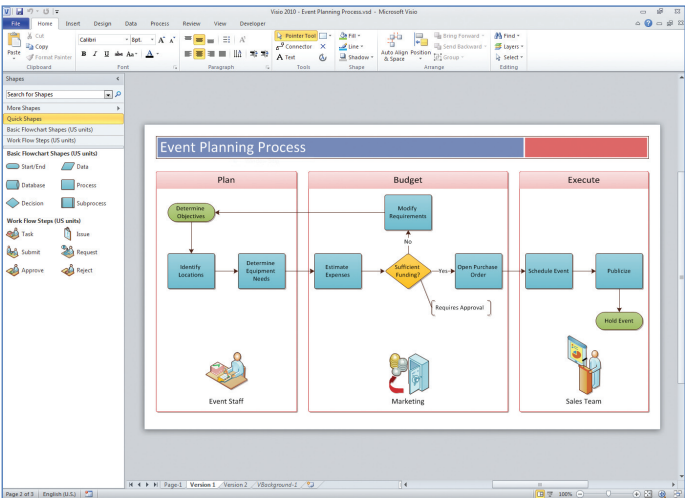 Visio 2010 - Event Planning Process.vsd - Microsoft Visio
File Home Insert Design Data Process Review View Developer
Paste
Cut
Copy
Format Painter
Clipboard
Calibri 8pt.
B I U abc Aa A
Font
Paragraph
Pointer Tool
Connector
A Text
Tools
Fill
Line
Shadow
Shape
Auto Align & Space
Position
Bring Forward
Send Backward
Group
Arrange
Find
Layers
Select
Editing
Shapes
Search for Shapes
More Shapes
Quick Shapes
Basic Flowchart Shapes (US units)
Work Flow Steps (US units)
Basic Flowchart Shapes (US units)
Start/End Data
Database Process
Decision Subprocess
Work Flow Steps (US units)
Task Issue
Submit Request
Approve Reject
Event Planning Process
Plan
Determine
Objectives
Identify
Locations
Determine
Equipment
Needs
Event Staff
Budget
Modify
Requirements
No
Estimate
Expenses
Sufficient
Funding?
Yes
Open Purchase
Order
Requires Approval
Marketing
Execute
Schedule Event
Publicize
Hold Event
Sales Team
Page-1 Version 1 Version 2 VBackground-1
Page 2 of 3 English (U.S.)
100%